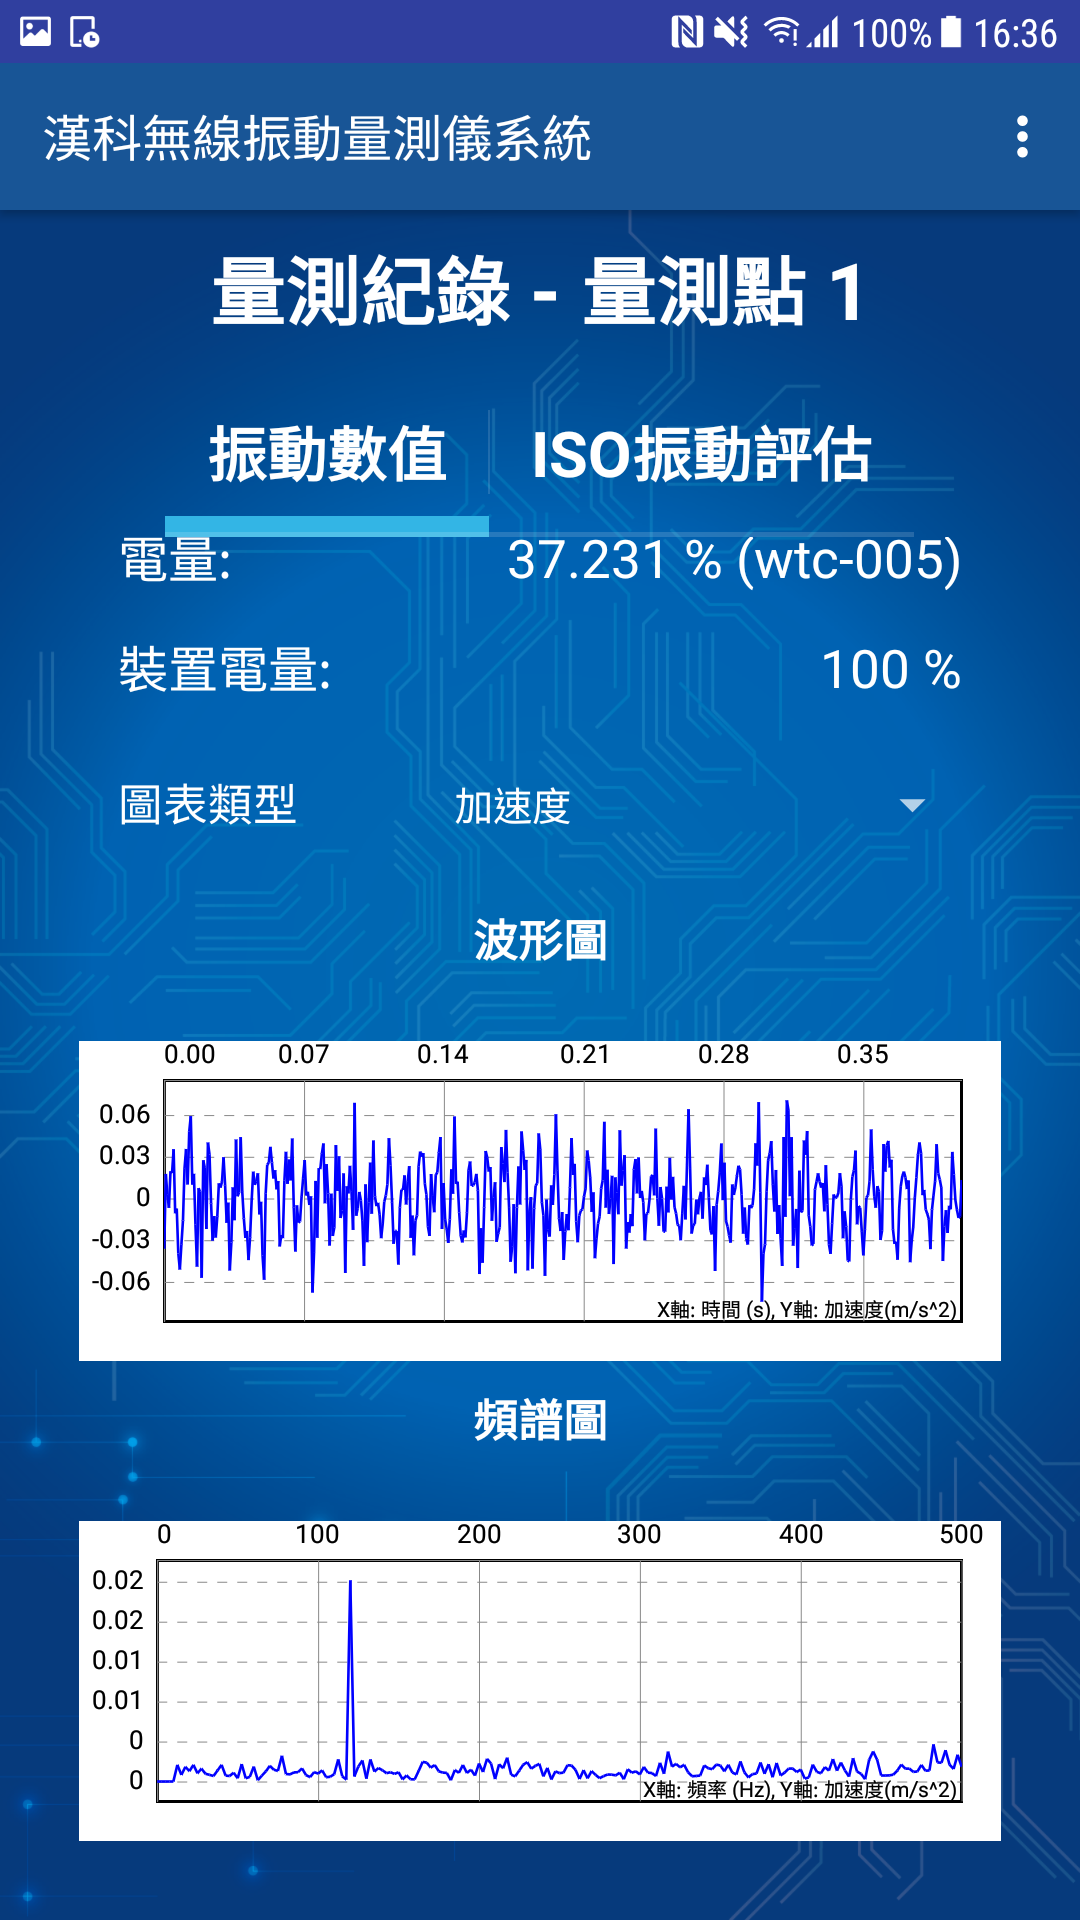 100% 16:36
漢科無線振動量測儀系統
量測紀錄 - 量測點 1
振動數值 ISO振動評估
電量: 37.231 % (wtc-005)
裝置電量: 100 %
圖表類型 加速度
波形圖
0.00 0.07 0.14 0.21 0.28 0.35
0.06
0.03
0
-0.03
-0.06
X軸: 時間 (s), Y軸: 加速度(m/s^2)
頻譜圖
0 100 200 300 400 500
0.02
0.02
0.01
0.01
0
0
X軸: 頻率 (Hz), Y軸: 加速度(m/s^2)